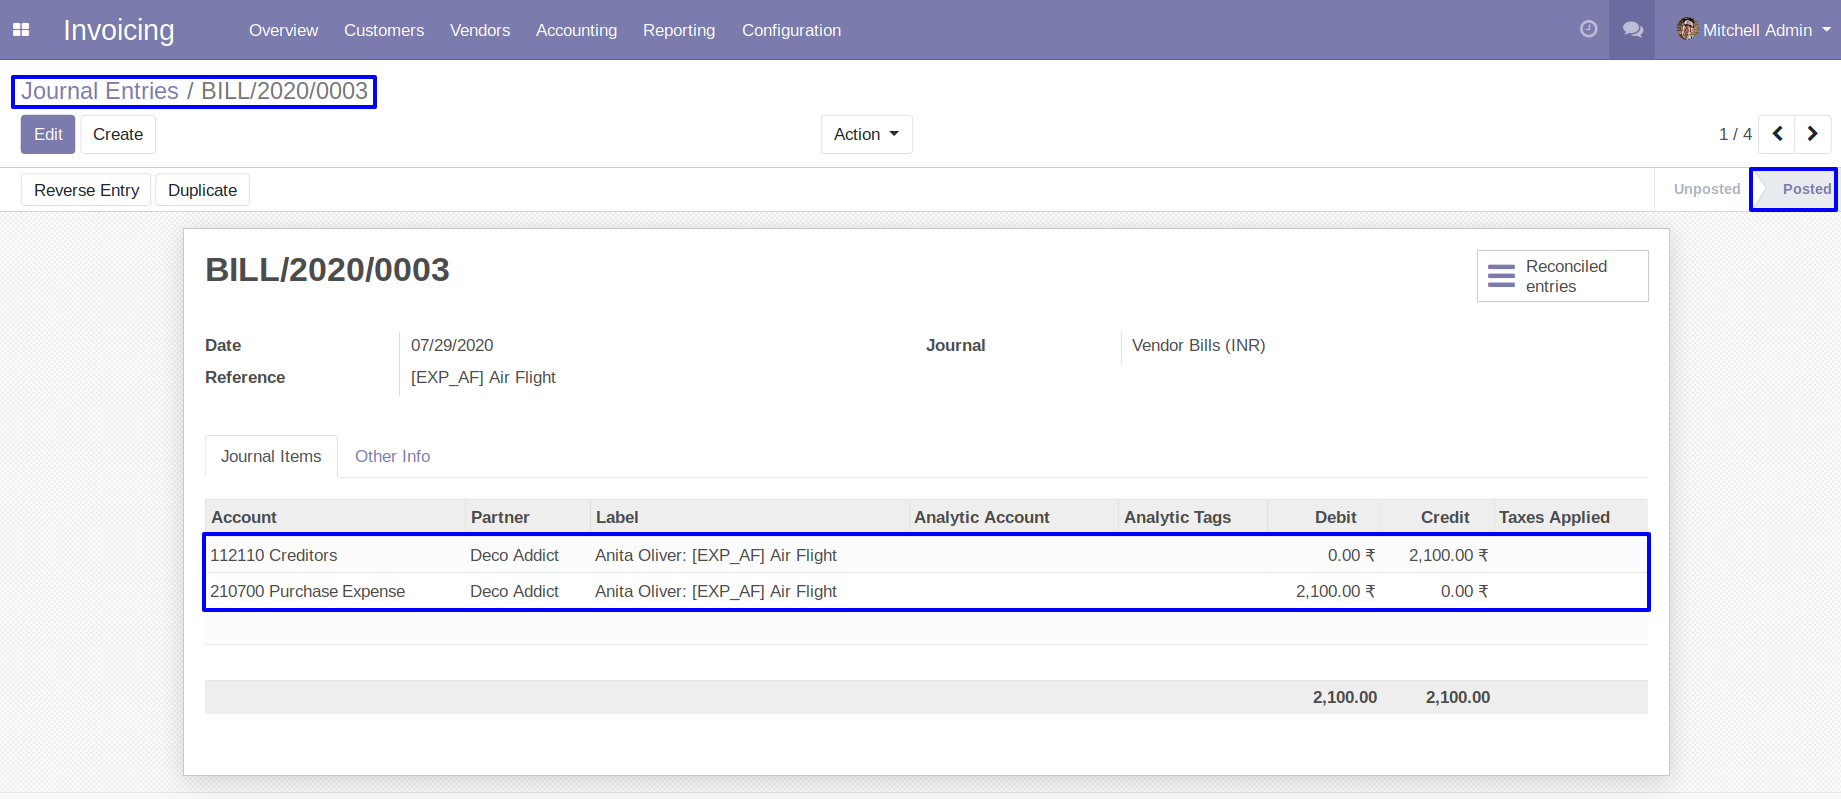 Invoicing Overview Customers Vendors Accounting Reporting Configuration Mitchell Admin
Journal Entries / BILL/2020/0003
Edit Create Action 1 / 4
Reverse Entry Duplicate Unposted Posted
BILL/2020/0003
Reconciled
entries
Date 07/29/2020 Journal Vendor Bills (INR)
Reference [EXP_AF] Air Flight
Journal Items Other Info
Account Partner Label Analytic Account Analytic Tags Debit Credit Taxes Applied
112110 Creditors Deco Addict Anita Oliver: [EXP_AF] Air Flight 0.00 ₹ 2,100.00 ₹
210700 Purchase Expense Deco Addict Anita Oliver: [EXP_AF] Air Flight 2,100.00 ₹ 0.00 ₹
2,100.00 2,100.00